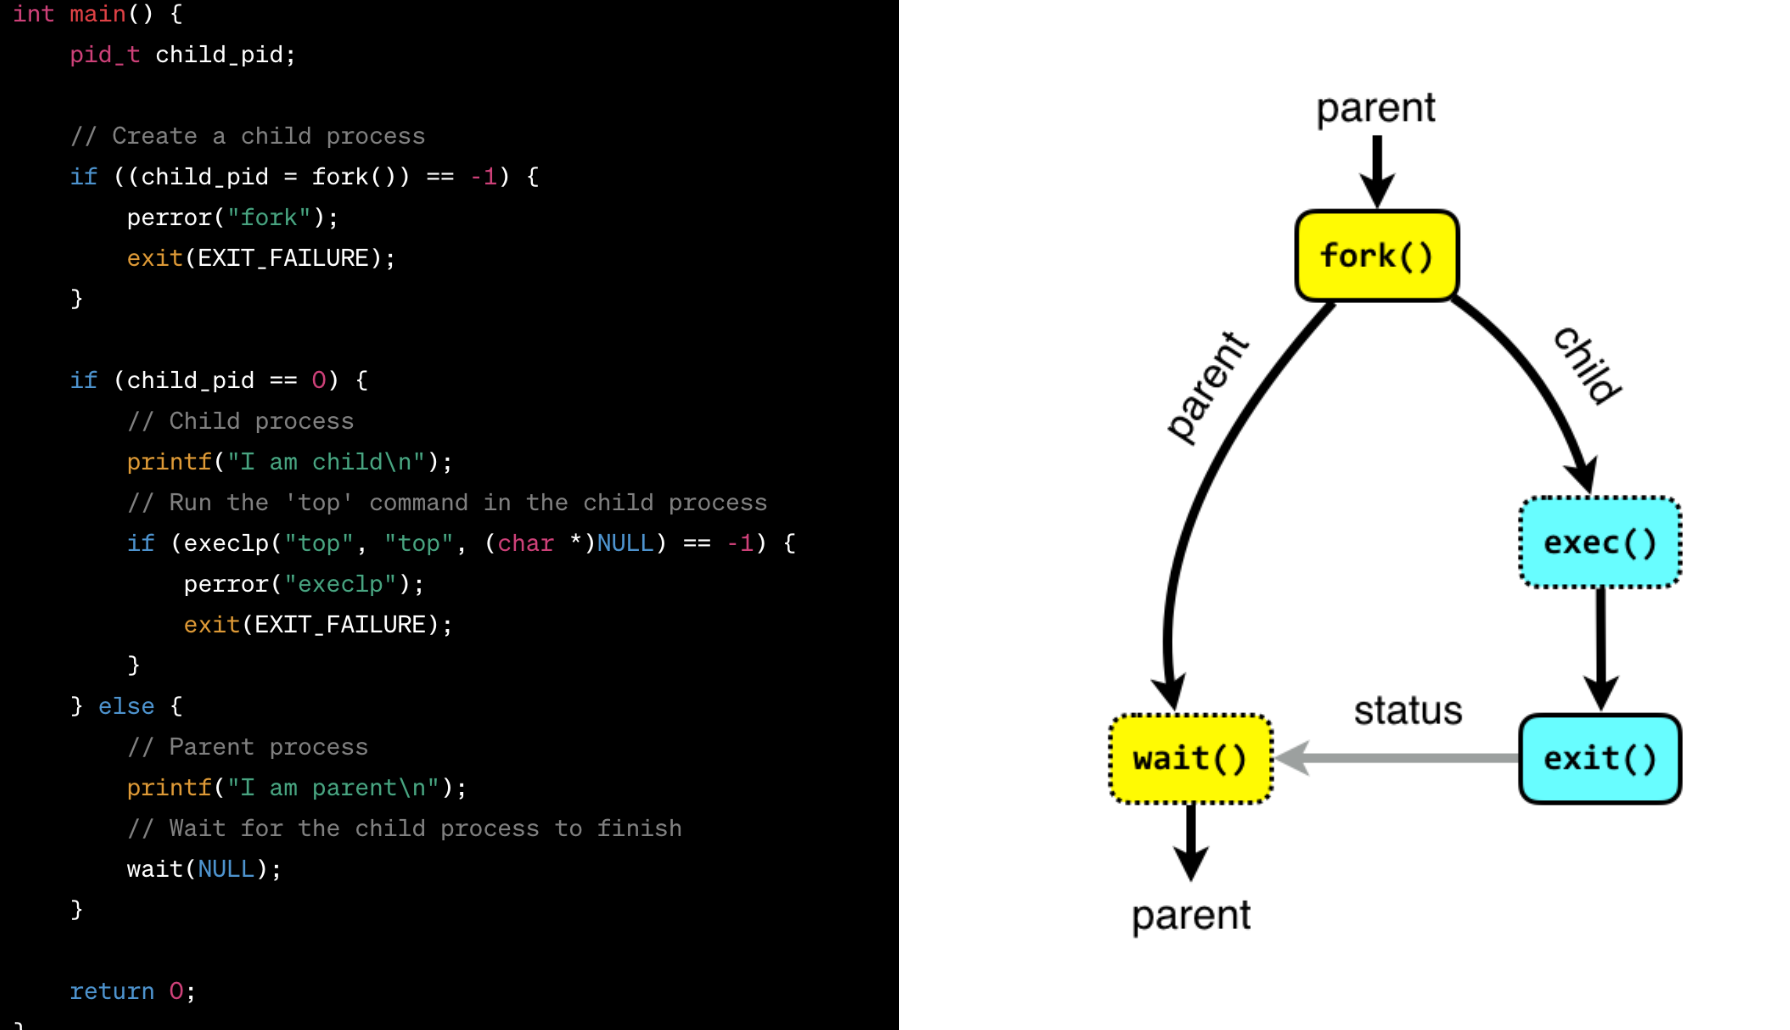 int main() {
    pid_t child_pid;
    // Create a child process
    if ((child_pid = fork()) == -1) {
        perror("fork");
        exit(EXIT_FAILURE);
    }
    if (child_pid == 0) {
        // Child process
        printf("I am child\n");
        // Run the 'top' command in the child process
        if (execlp("top", "top", (char *)NULL) == -1) {
            perror("execlp");
            exit(EXIT_FAILURE);
        }
    } else {
        // Parent process
        printf("I am parent\n");
        // Wait for the child process to finish
        wait(NULL);
    }
    return 0;
}
parent
fork()
parent
child
exec()
status
wait()
exit()
parent